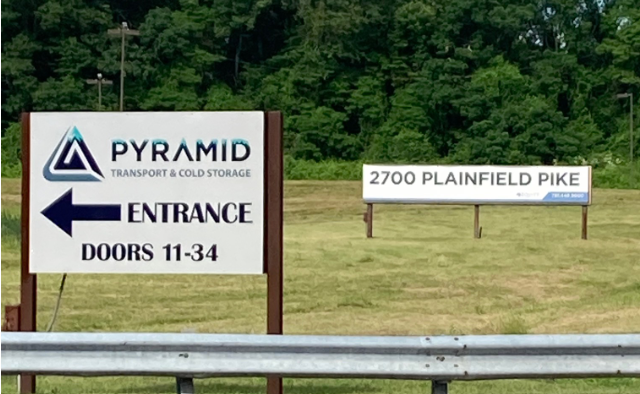 PYRAMID
TRANSPORT & COLD STORAGE
ENTRANCE
DOORS 11-34
2700 PLAINFIELD PIKE